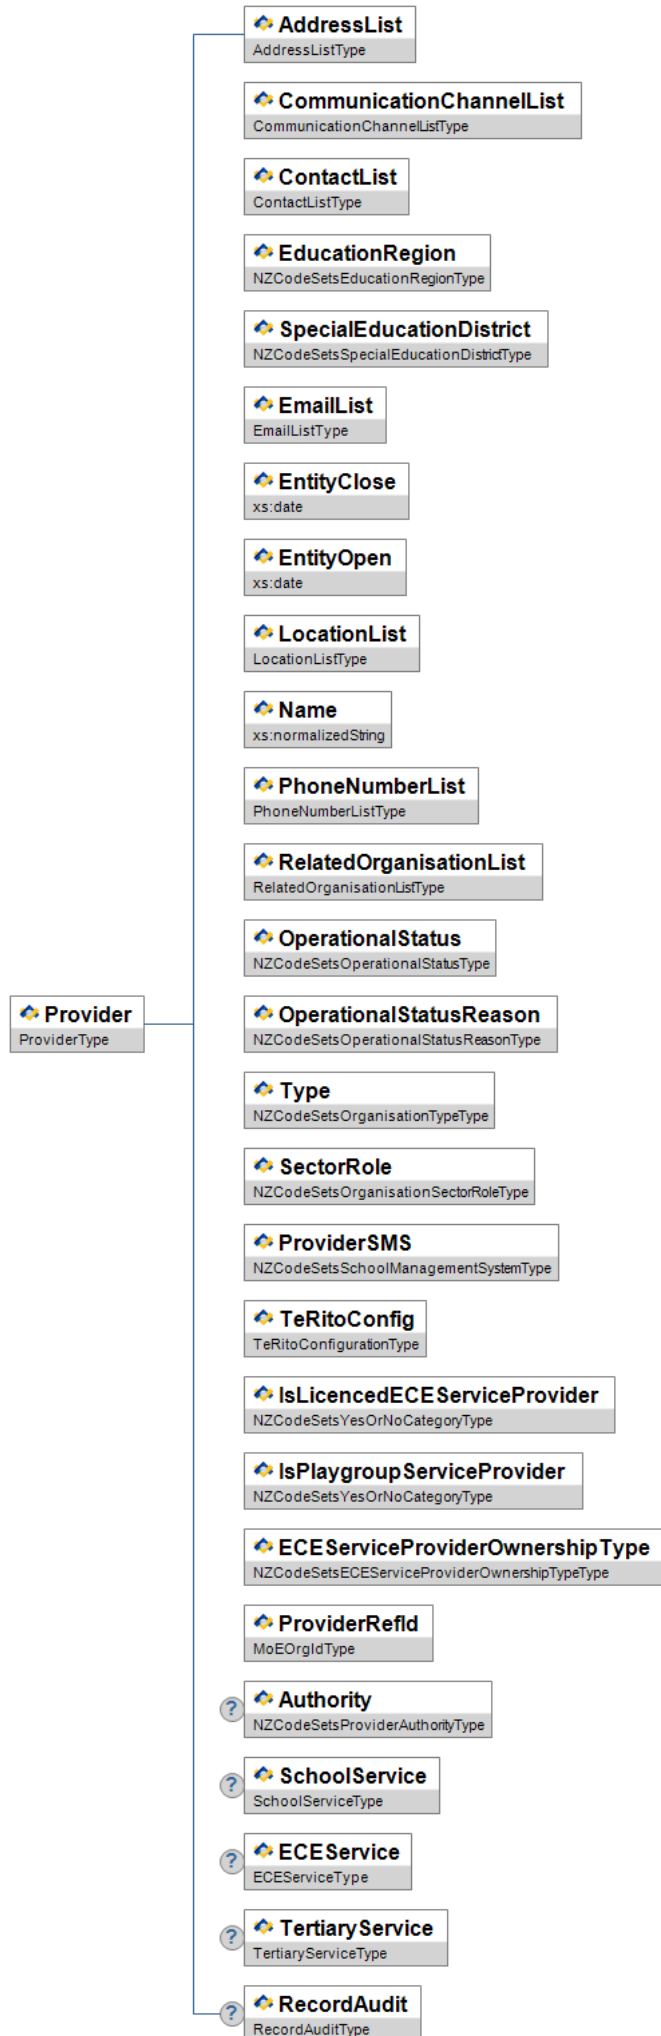 AddressList
AddressListType
CommunicationChannelList
CommunicationChannelListType
ContactList
ContactListType
EducationRegion
NZCodeSetsEducationRegionType
SpecialEducationDistrict
NZCodeSetsSpecialEducationDistrictType
EmailList
EmailListType
EntityClose
xs:date
EntityOpen
xs:date
LocationList
LocationListType
Name
xs:normalizedString
PhoneNumberList
PhoneNumberListType
RelatedOrganisationList
RelatedOrganisationListType
OperationalStatus
NZCodeSetsOperationalStatusType
Provider
ProviderType
OperationalStatusReason
NZCodeSetsOperationalStatusReasonType
Type
NZCodeSetsOrganisationTypeType
SectorRole
NZCodeSetsOrganisationSectorRoleType
ProviderSMS
NZCodeSetsSchoolManagementSystemType
TeRitoConfig
TeRitoConfigurationType
IsLicencedECEServiceProvider
NZCodeSetsYesOrNoCategoryType
IsPlaygroupServiceProvider
NZCodeSetsYesOrNoCategoryType
ECEServiceProviderOwnershipType
NZCodeSetsECEServiceProviderOwnershipTypeType
ProviderRefId
MoEOrgIdType
? Authority
NZCodeSetsProviderAuthorityType
? SchoolService
SchoolServiceType
? ECEService
ECEServiceType
? TertiaryService
TertiaryServiceType
? RecordAudit
RecordAuditType